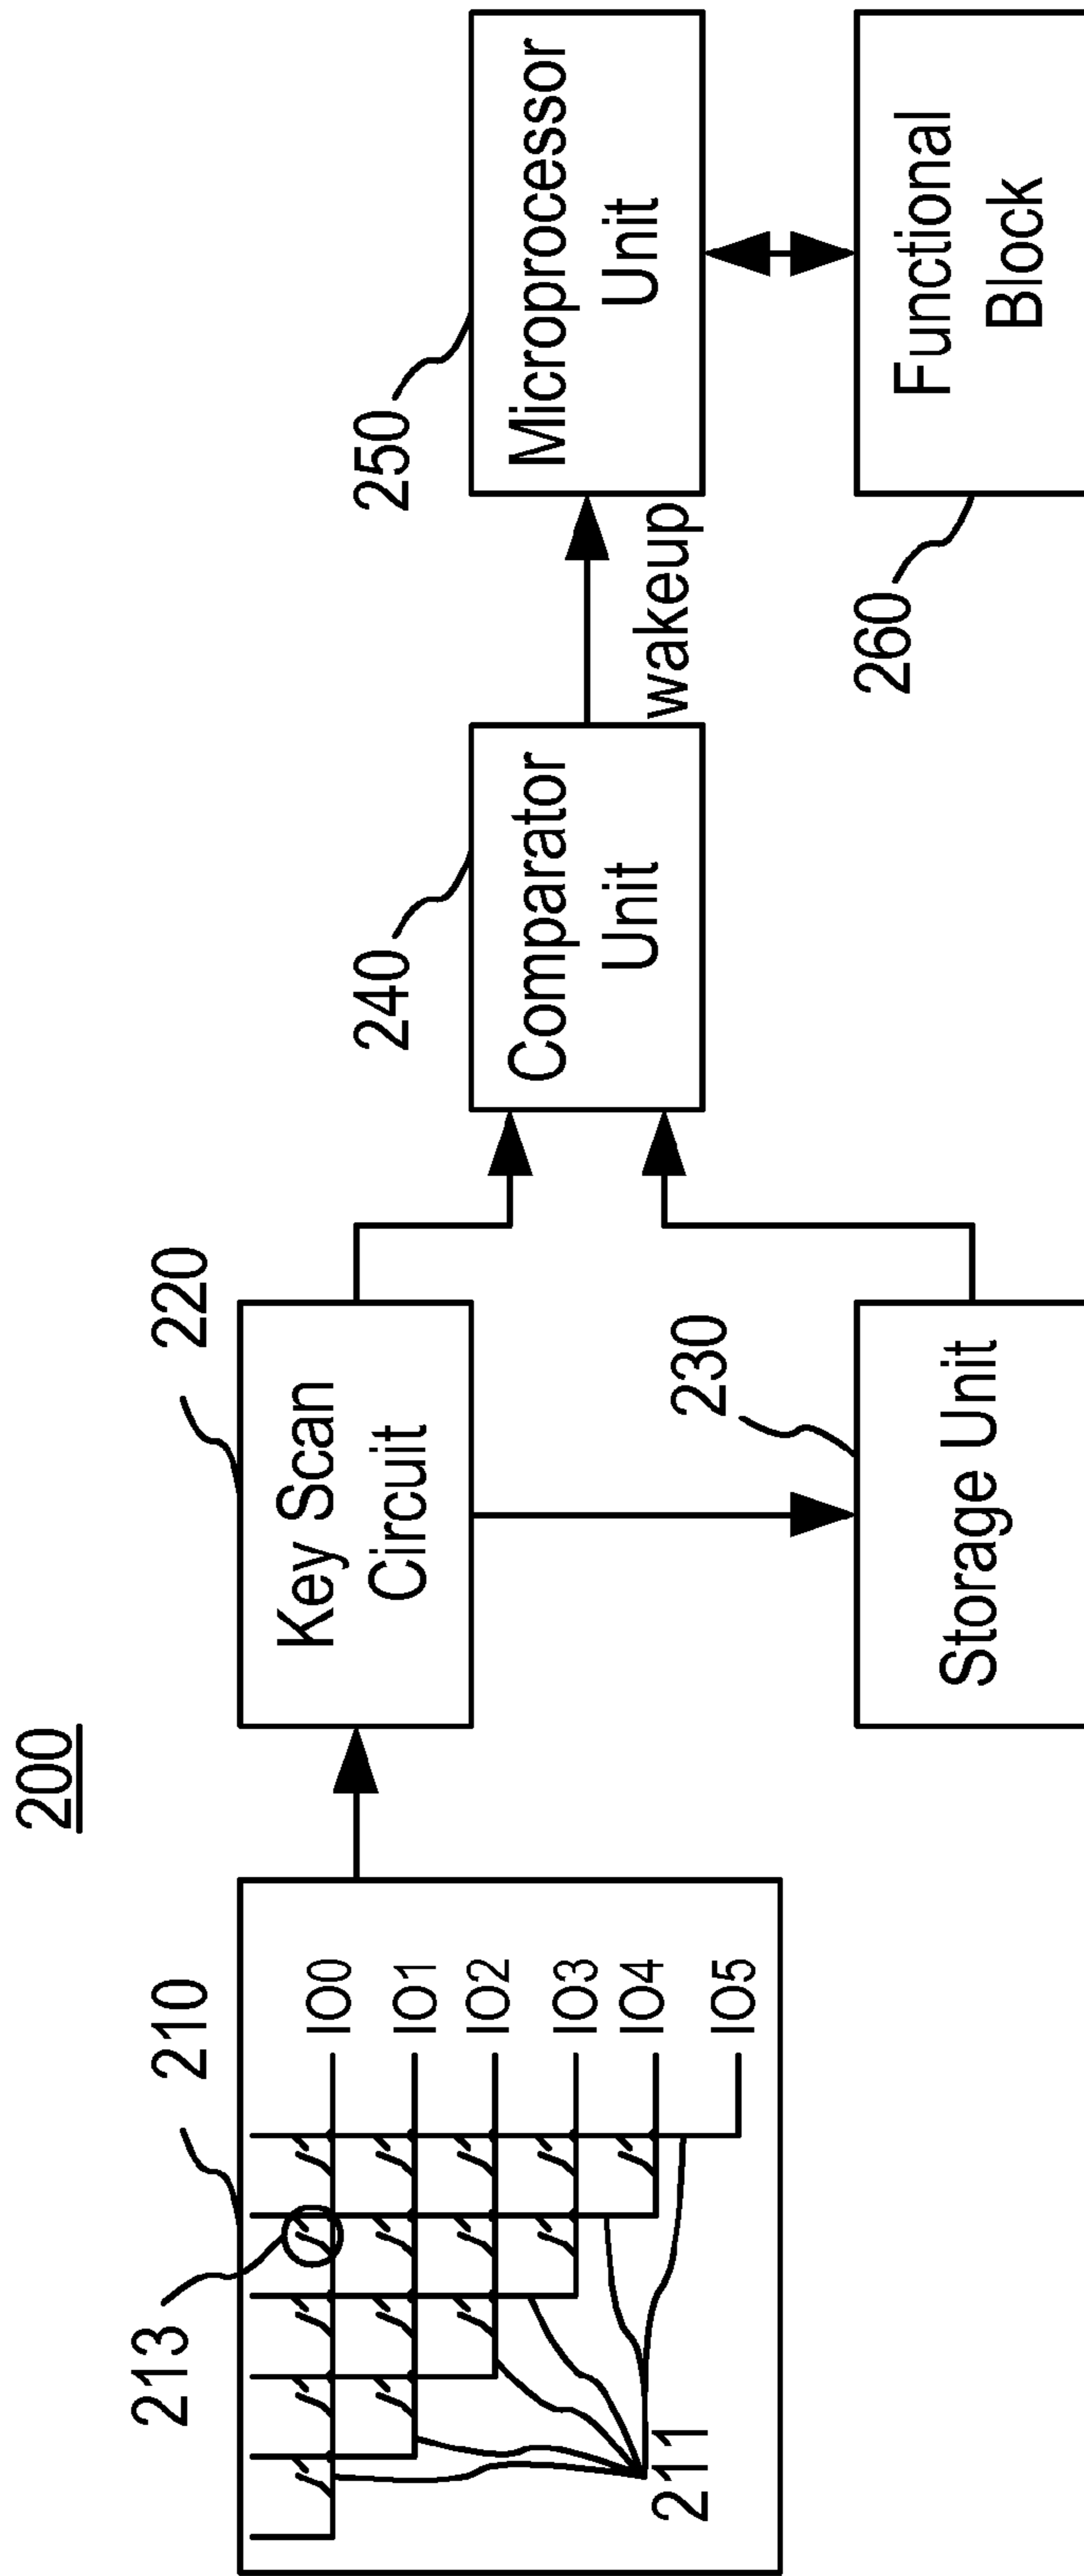 200
210
213
IO0
IO1
IO2
IO3
IO4
IO5
211
220
Key Scan
Circuit
230
Storage Unit
240
Comparator
Unit
wakeup
250
Microprocessor
Unit
260
Functional
Block